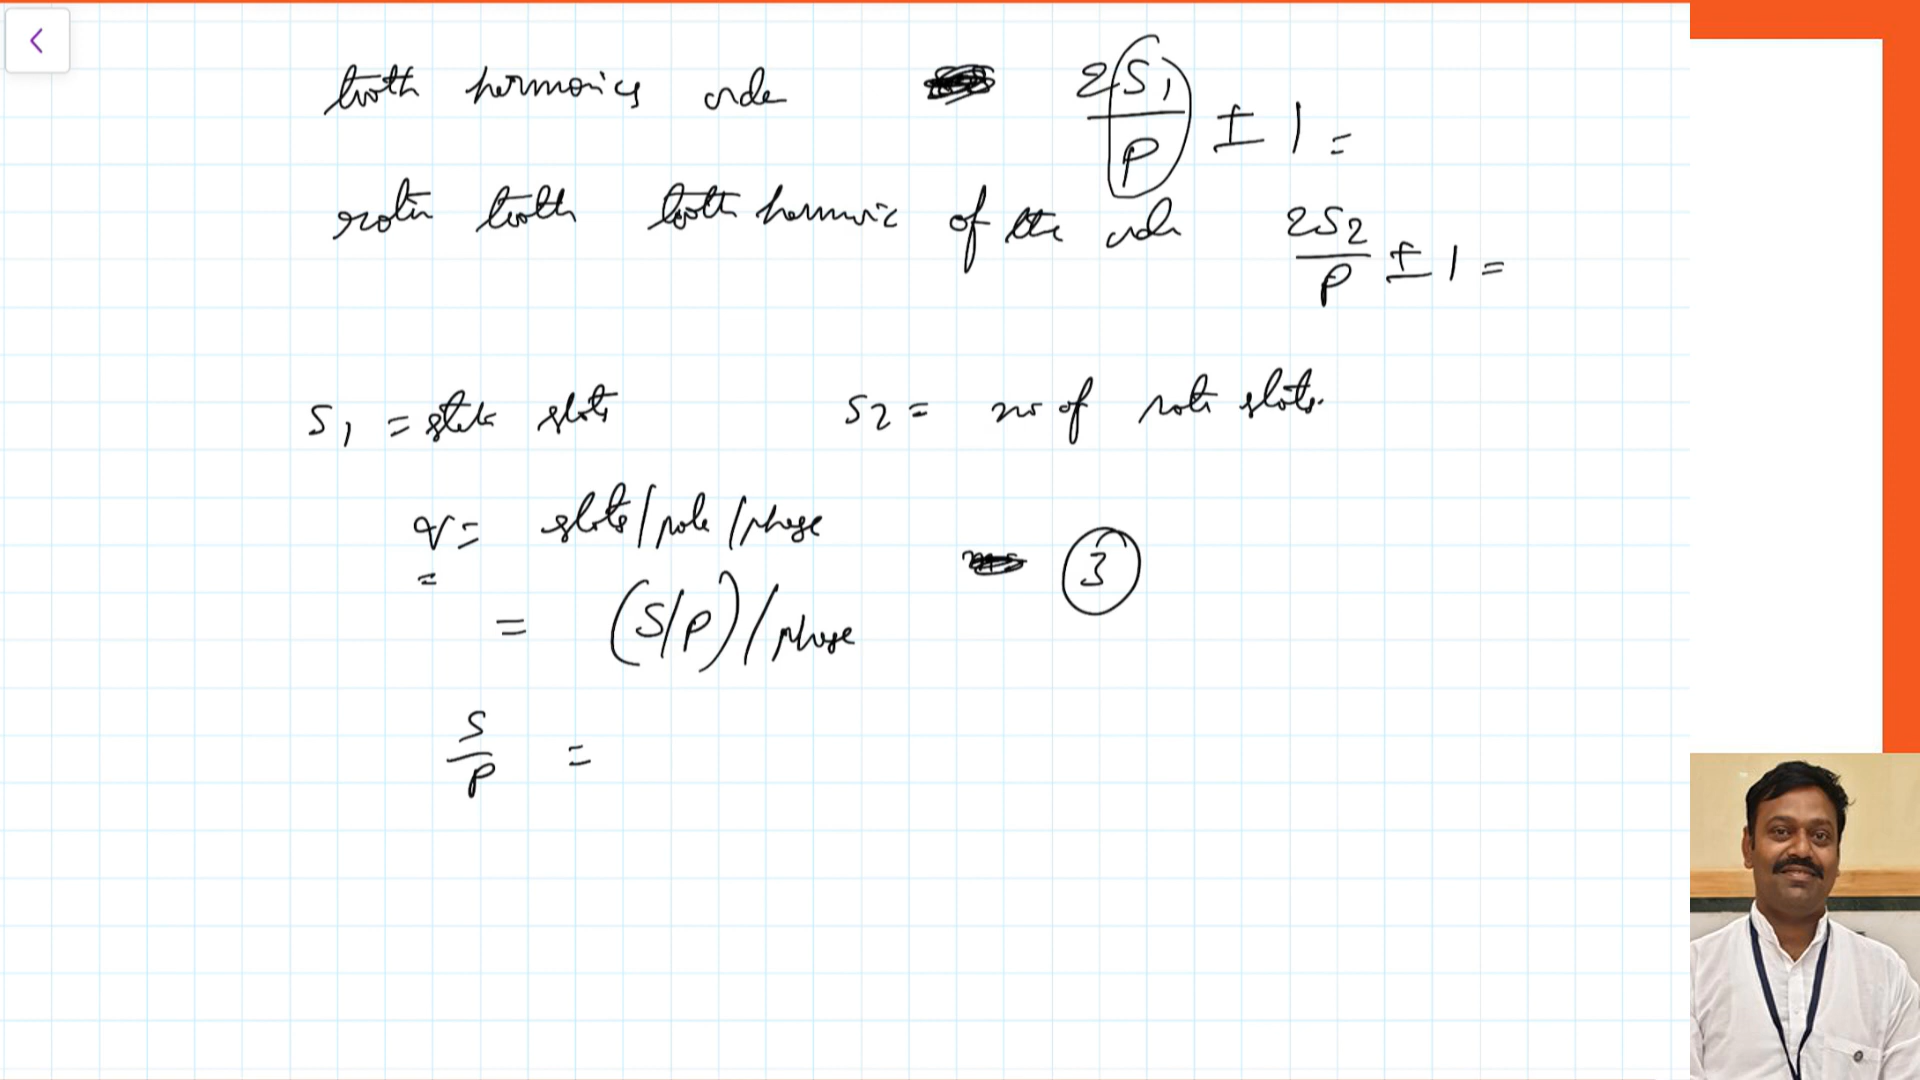 tooth harmonics order 2S1/P ± 1 =
rotor tooth tooth harmonic of the order 2S2/P ± 1 =
S1 = stator slots S2 = no of rotor slots.
q = slots/pole/phase
= 3
= (S/P)/phase
S/P =